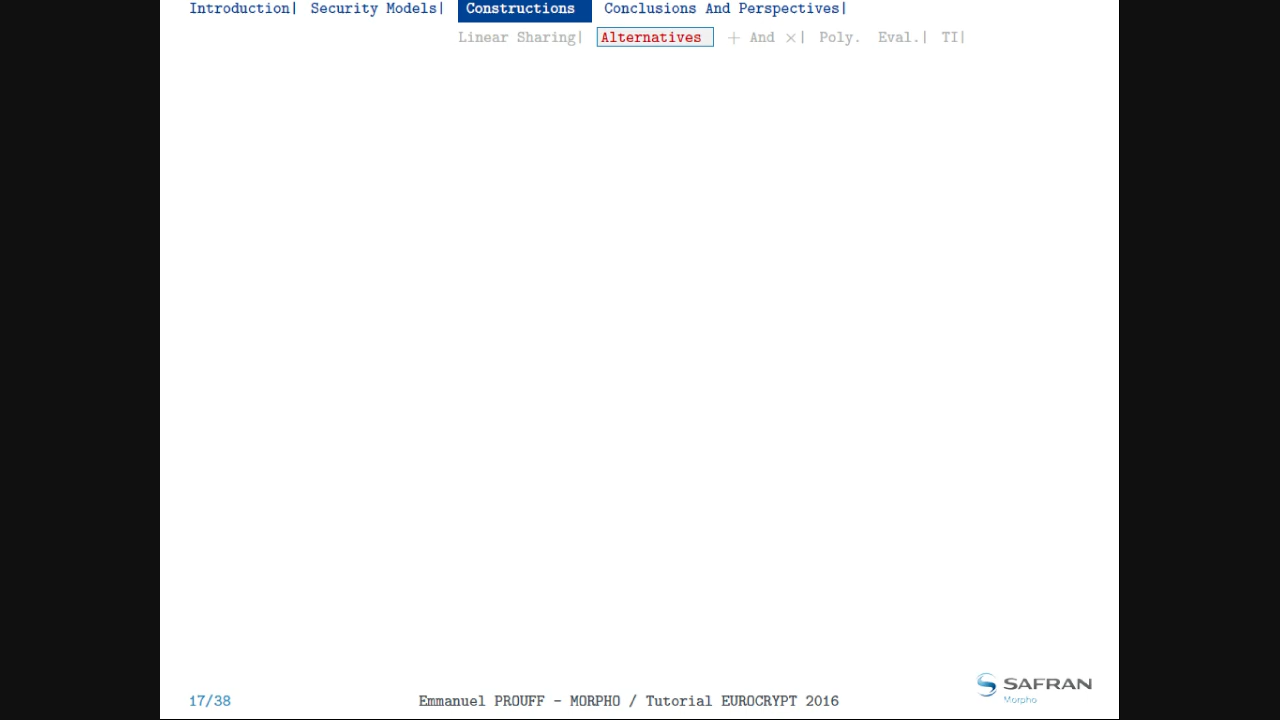 Introduction| Security Models| Constructions Conclusions And Perspectives|
Linear Sharing| Alternatives + And ×| Poly. Eval.| TI|
17/38 Emmanuel PROUFF - MORPHO / Tutorial EUROCRYPT 2016
SAFRAN
Morpho